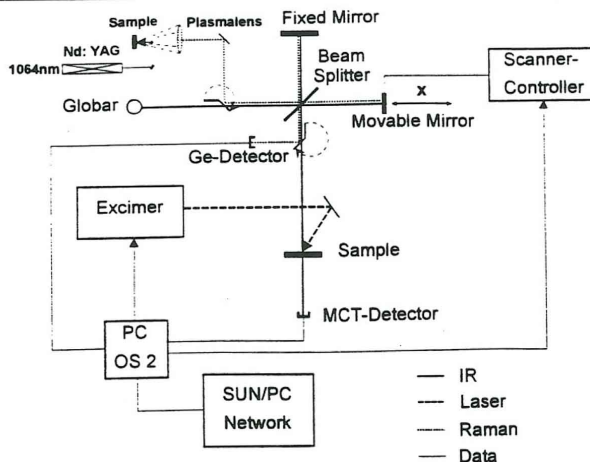 Sample
Plasmalens
Fixed Mirror
Nd: YAG
Beam
Splitter
Scanner-
Controller
1064nm
Globar
x
Movable Mirror
Ge-Detector
Excimer
Sample
MCT-Detector
PC
OS 2
SUN/PC
Network
IR
Laser
Raman
Data